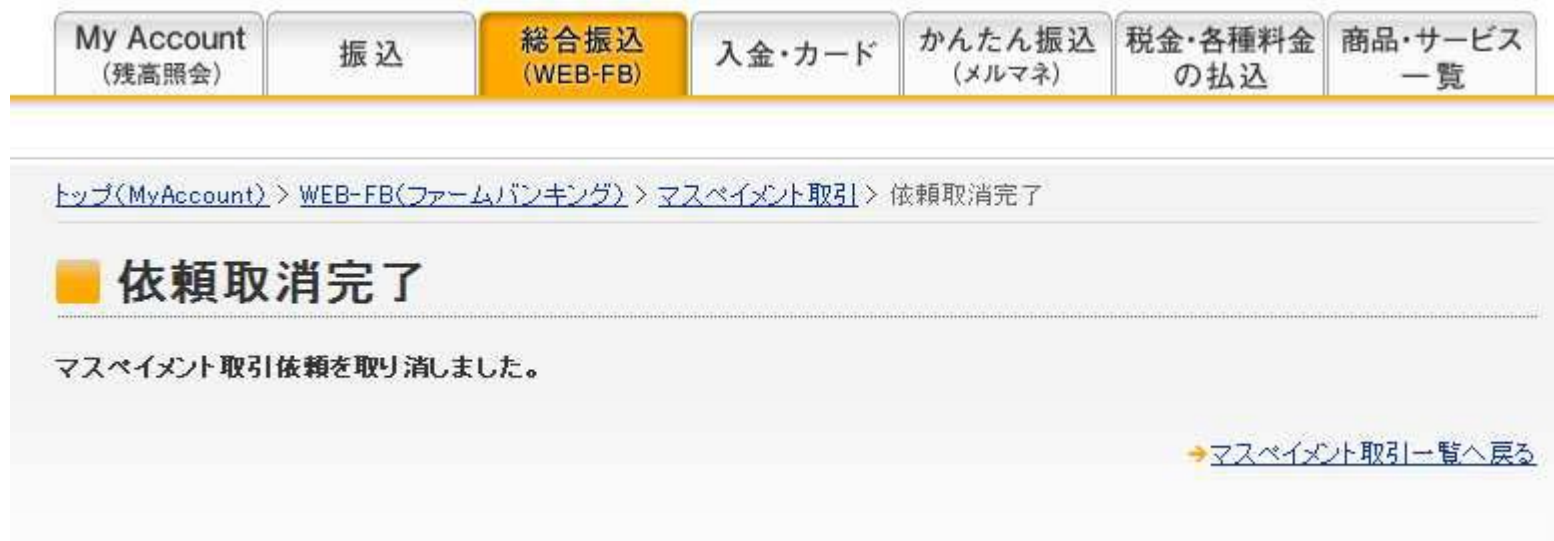 My Account
(残高照会)
振込
総合振込
(WEB-FB)
入金・カード
かんたん振込
(メルマネ)
税金・各種料金
の払込
商品・サービス
一覧
トップ(MyAccount) > WEB-FB(ファームバンキング) > マスペイメント取引 > 依頼取消完了
依頼取消完了
マスペイメント取引依頼を取り消しました。
→マスペイメント取引一覧へ戻る